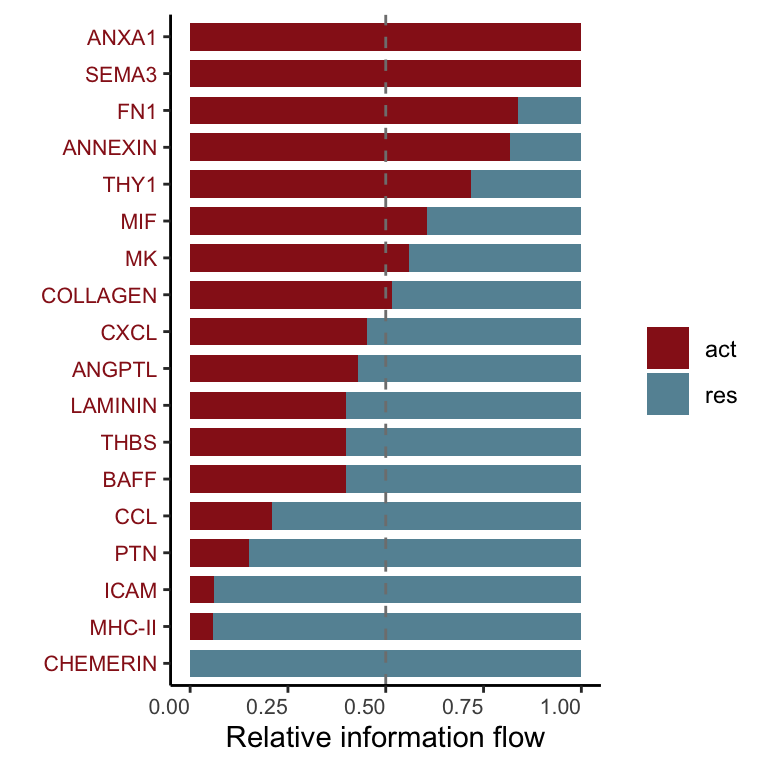 ANXA1
SEMA3
FN1
ANNEXIN
THY1
MIF
MK
COLLAGEN
CXCL
ANGPTL
LAMININ
THBS
BAFF
CCL
PTN
ICAM
MHC-II
CHEMERIN
act
res
0.00 0.25 0.50 0.75 1.00
Relative information flow